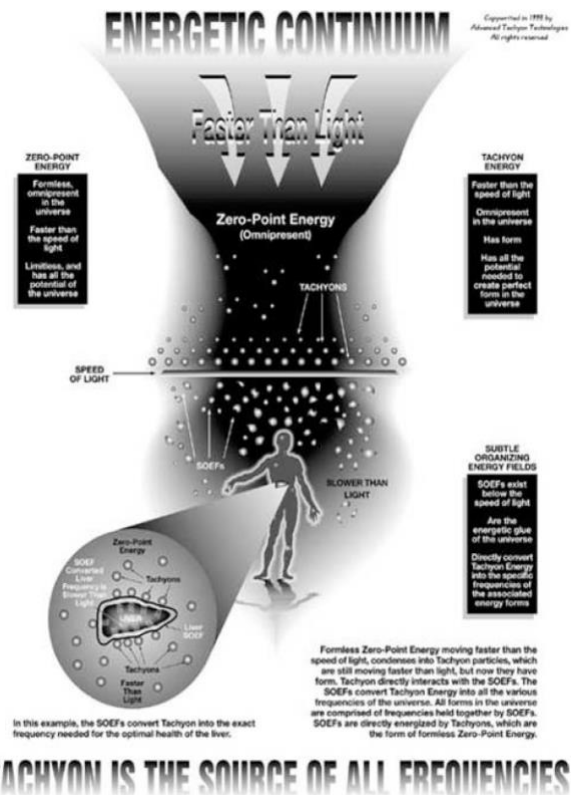 ENERGETIC CONTINUUM
Copyrighted in 1998 by
Advanced Tachyon Technologies
All rights reserved
Faster Than Light
ZERO-POINT
ENERGY
Formless,
omnipresent
in the
universe
Faster than
the speed of
light
Limitless, and
has all the
potential of
the universe
Zero-Point Energy
(Omnipresent)
TACHYON
ENERGY
Faster than the
speed of light
Omnipresent
in the universe
Has form
Has all the
potential
needed to
create perfect
form in the
universe
TACHYONS
SPEED
OF LIGHT
SOEFs
SLOWER THAN
LIGHT
SUBTLE
ORGANIZING
ENERGY FIELDS
SOEFs exist
below the
speed of light
Are the
energetic glue
of the universe
Directly convert
Tachyon Energy
into the specific
frequencies of
the associated
energy forms
Zero-Point
Energy
SOEF
Converted
Liver
Frequency is
Slower Than
Light
Tachyons
LIVER
Liver
SOEF
Tachyons
Faster
Than
Light
In this example, the SOEFs convert Tachyon into the exact
frequency needed for the optimal health of the liver.
Formless Zero-Point Energy moving faster than the
speed of light, condenses into Tachyon particles, which
are still moving faster than light, but now they have
form. Tachyon directly interacts with the SOEFs. The
SOEFs convert Tachyon Energy into all the various
frequencies of the universe. All forms in the universe
are comprised of frequencies held together by SOEFs.
SOEFs are directly energized by Tachyons, which are
the form of formless Zero-Point Energy.
ACHYON IS THE SOURCE OF ALL FREQUENCIES